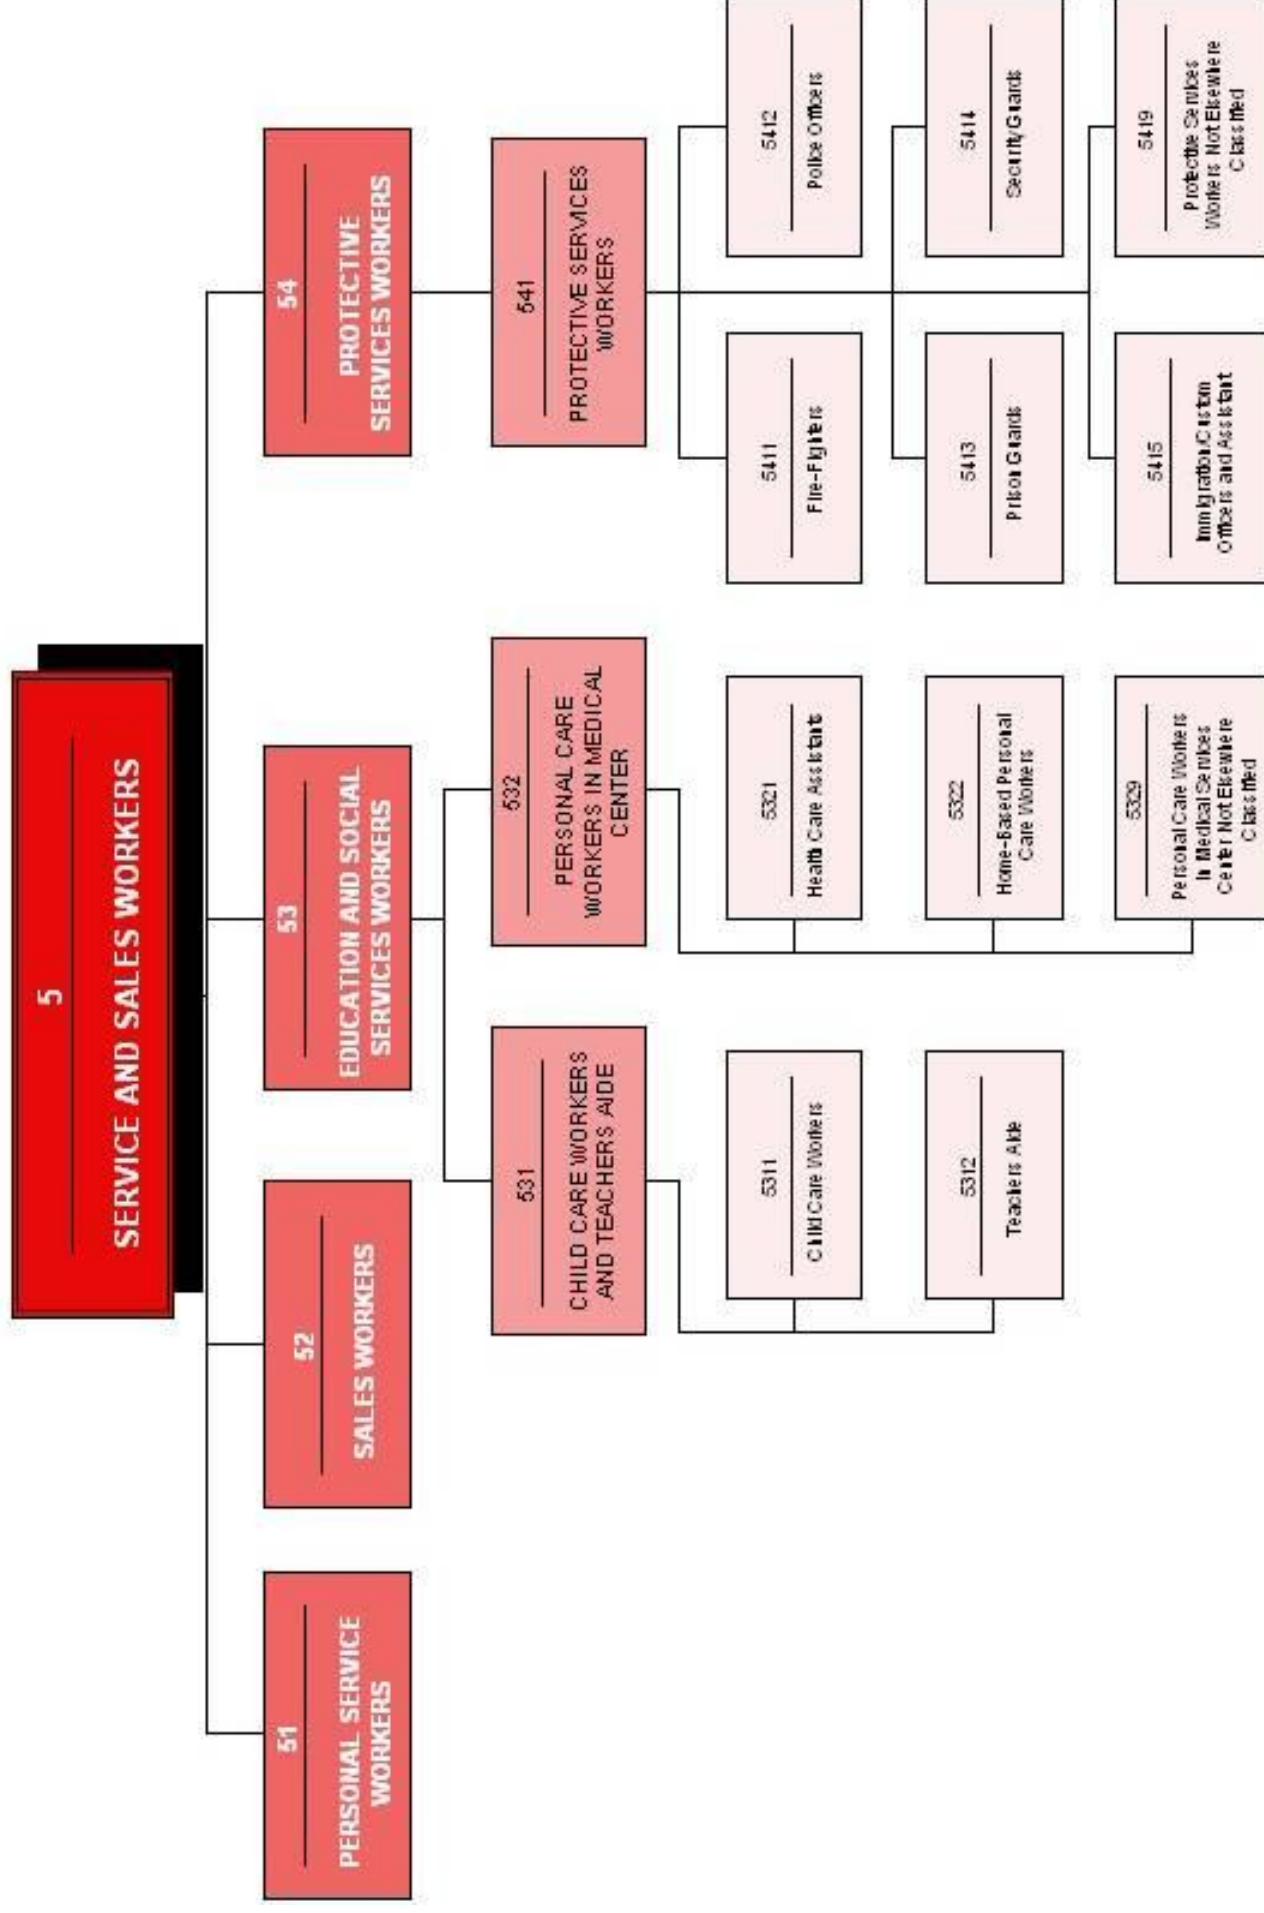 5
SERVICE AND SALES WORKERS
51
PERSONAL SERVICE
WORKERS
52
SALES WORKERS
53
EDUCATION AND SOCIAL
SERVICES WORKERS
54
PROTECTIVE
SERVICES WORKERS
531
CHILD CARE WORKERS
AND TEACHERS AIDE
532
PERSONAL CARE
WORKERS IN MEDICAL
CENTER
541
PROTECTIVE SERVICES
WORKERS
5311
Child Care Workers
5321
Health Care Assistants
5411
Fire-Fighters
5412
Police Officers
5312
Teachers Aide
5322
Home-Based Personal
Care Workers
5413
Prison Guards
5414
Security Guards
5329
Personal Care Workers
In Medical Services
Center Not Elsewhere
Classified
5415
Immigration/Custom
Officers and Assistant
5419
Protective Services
Workers Not Elsewhere
Classified